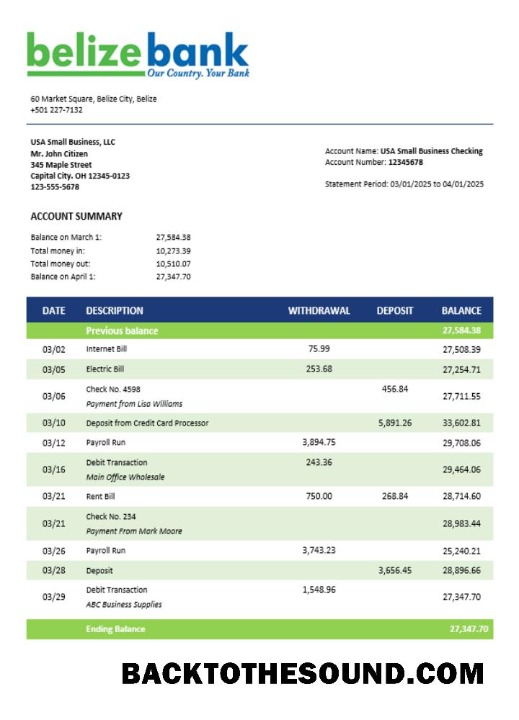 belizebank
Our Country. Your Bank
60 Market Square, Belize City, Belize
+501 227-7132
USA Small Business, LLC
Mr. John Citizen
345 Maple Street
Capital City. OH 12345-0123
123-555-5678
Account Name: USA Small Business Checking
Account Number: 12345678
Statement Period: 03/01/2025 to 04/01/2025
ACCOUNT SUMMARY
Balance on March 1: 27,584.38
Total money in: 10,273.39
Total money out: 10,510.07
Balance on April 1: 27,347.70
DATE DESCRIPTION WITHDRAWAL DEPOSIT BALANCE
Previous balance 27,584.38
03/02 Internet Bill 75.99 27,508.39
03/05 Electric Bill 253.68 27,254.71
03/06 Check No. 4598 456.84 27,711.55
Payment from Lisa Williams
03/10 Deposit from Credit Card Processor 5,891.26 33,602.81
03/12 Payroll Run 3,894.75 29,708.06
03/16 Debit Transaction 243.36 29,464.06
Main Office Wholesale
03/21 Rent Bill 750.00 268.84 28,714.60
03/21 Check No. 234 28,983.44
Payment From Mark Moore
03/26 Payroll Run 3,743.23 25,240.21
03/28 Deposit 3,656.45 28,896.66
03/29 Debit Transaction 1,548.96 27,347.70
ABC Business Supplies
Ending Balance 27,347.70
BACKTOTHESOUND.COM